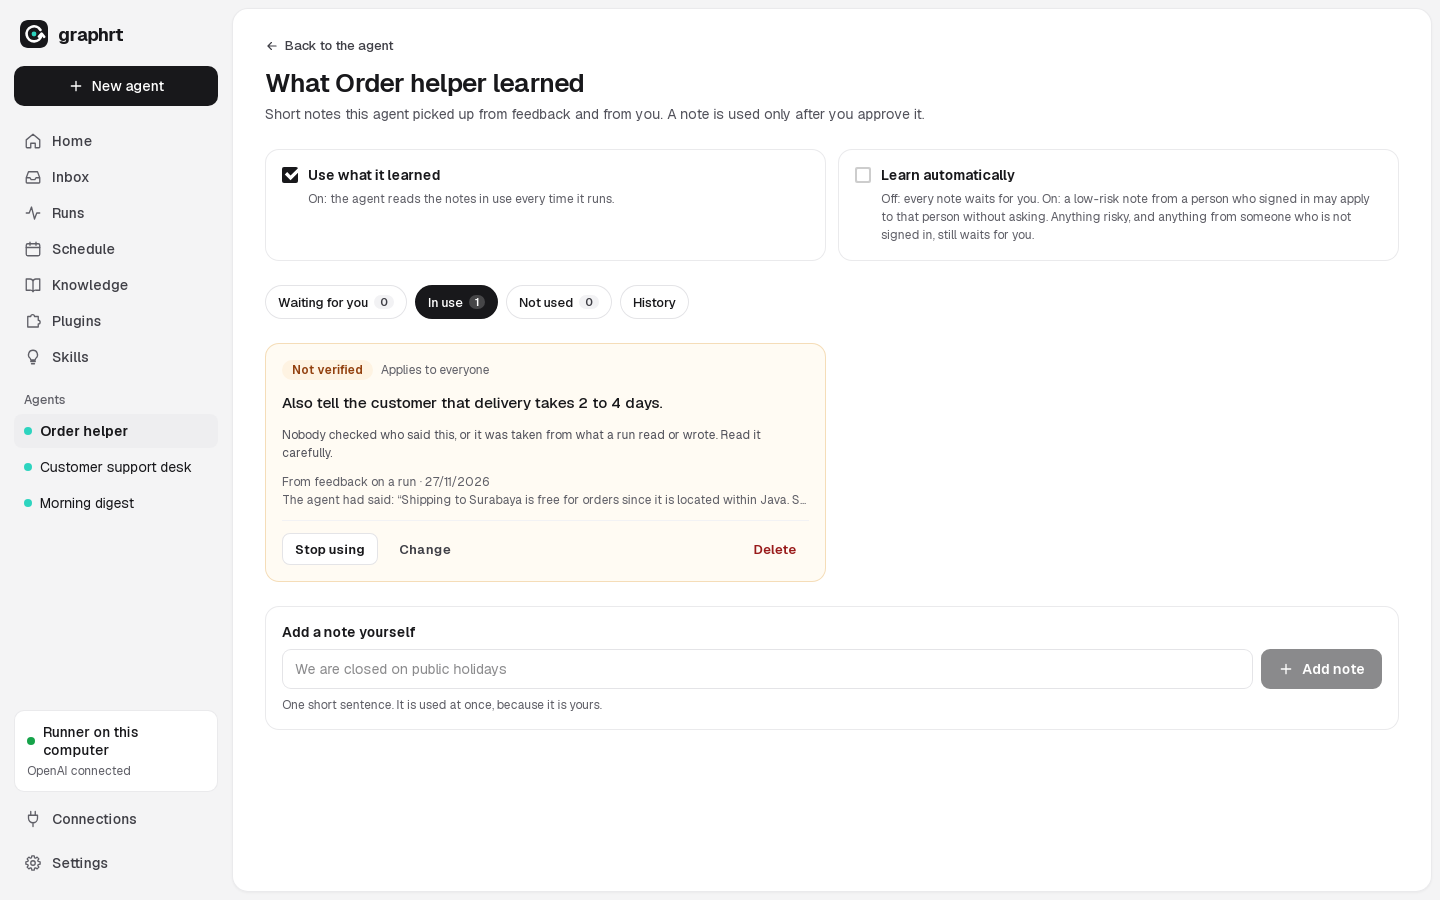 graphrt
New agent
Home
Inbox
Runs
Schedule
Knowledge
Plugins
Skills
Agents
Order helper
Customer support desk
Morning digest
Runner on this
computer
OpenAI connected
Connections
Settings
Back to the agent
What Order helper learned
Short notes this agent picked up from feedback and from you. A note is used only after you approve it.
Use what it learned
On: the agent reads the notes in use every time it runs.
Learn automatically
Off: every note waits for you. On: a low-risk note from a person who signed in may apply
to that person without asking. Anything risky, and anything from someone who is not
signed in, still waits for you.
Waiting for you 0
In use 1
Not used 0
History
Not verified Applies to everyone
Also tell the customer that delivery takes 2 to 4 days.
Nobody checked who said this, or it was taken from what a run read or wrote. Read it
carefully.
From feedback on a run · 27/11/2026
The agent had said: “Shipping to Surabaya is free for orders since it is located within Java. S...
Stop using
Change
Delete
Add a note yourself
We are closed on public holidays
Add note
One short sentence. It is used at once, because it is yours.